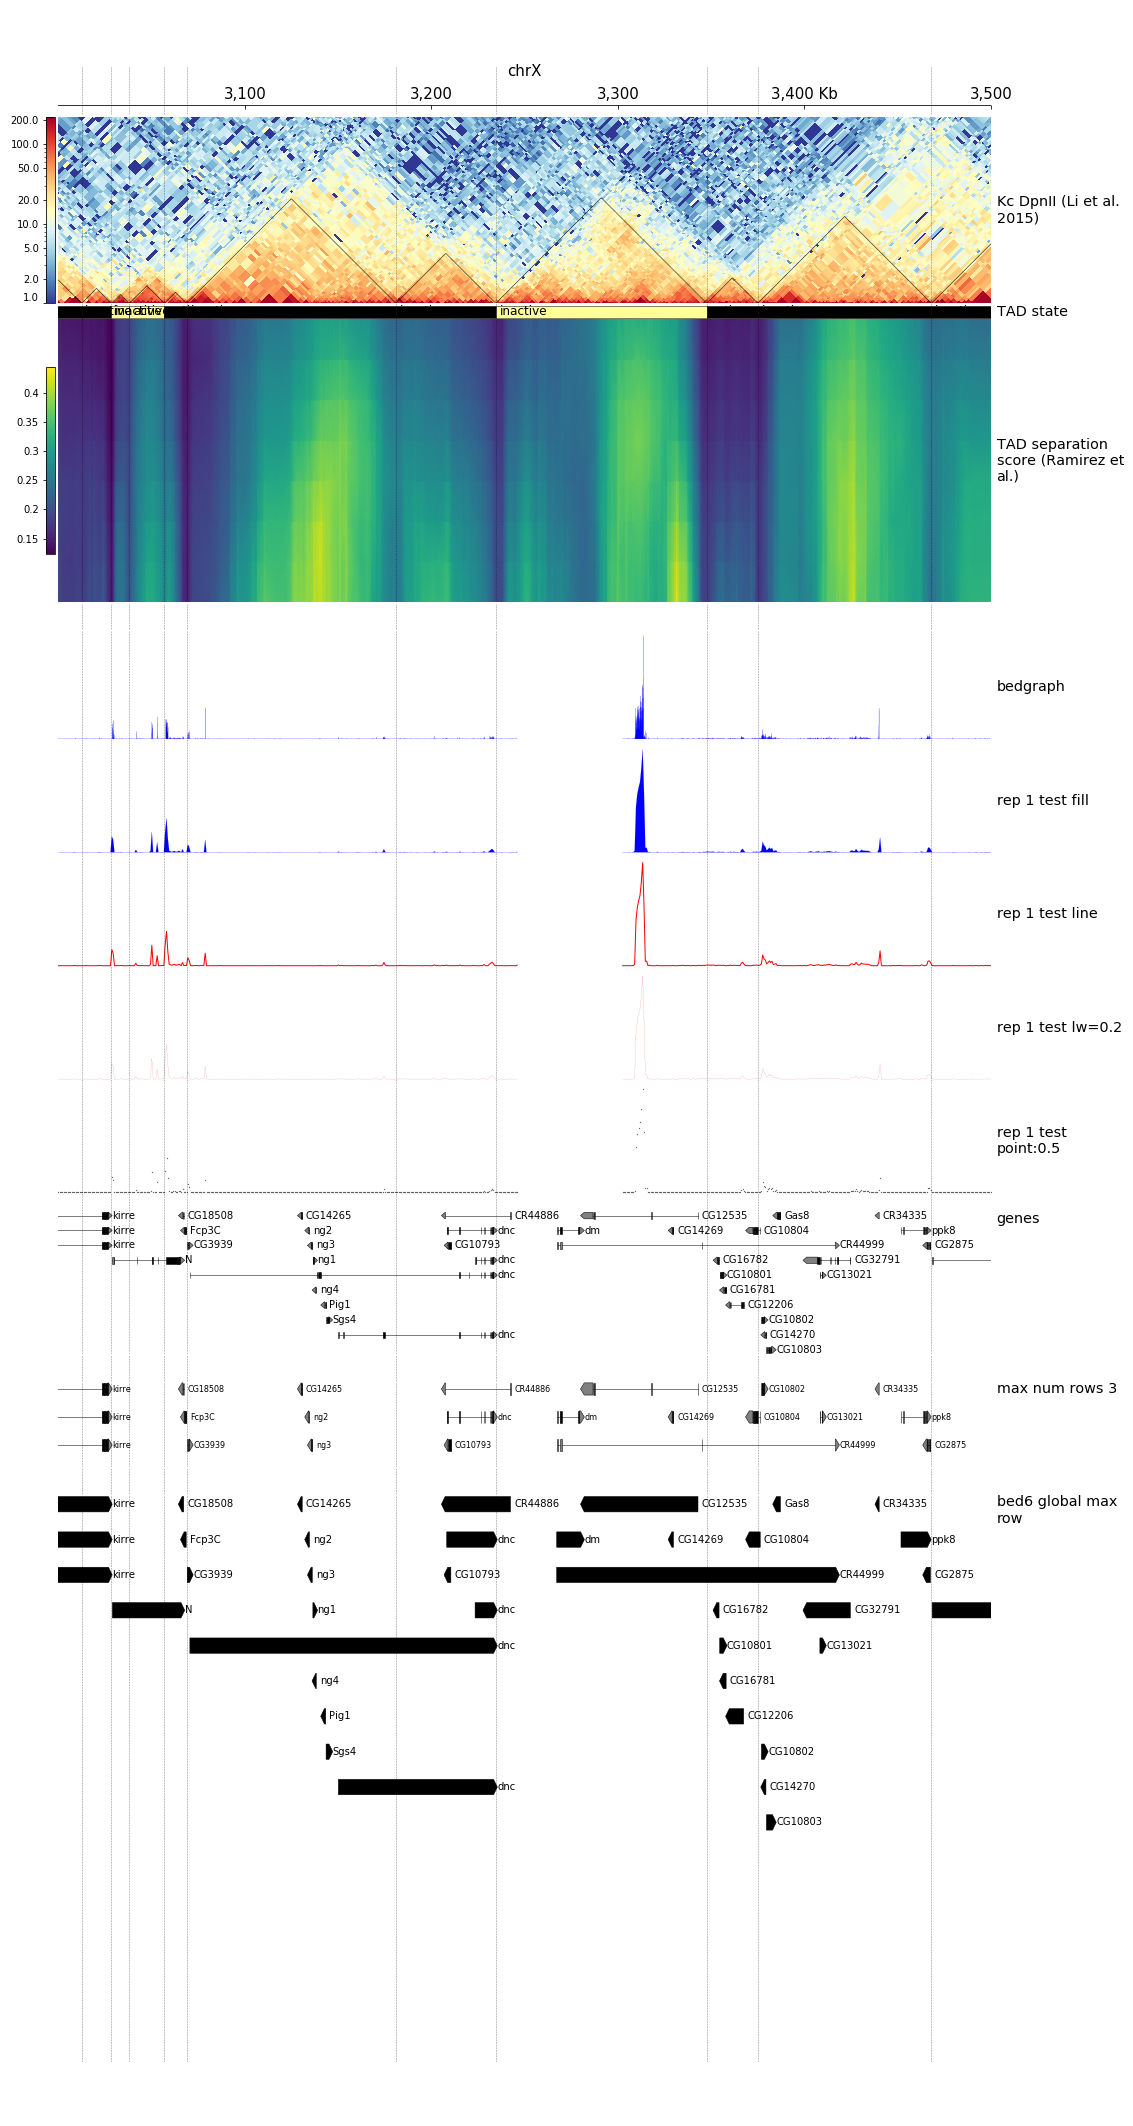 chrX
3,100 3,200 3,300 3,400 Kb 3,500
200.0
100.0
50.0
20.0
10.0
5.0
2.0
1.0
Kc DpnII (Li et al.
2015)
inactive inactive
TAD state
0.4
0.35
0.3
0.25
0.2
0.15
TAD separation
score (Ramirez et
al.)
bedgraph
rep 1 test fill
rep 1 test line
rep 1 test lw=0.2
rep 1 test
point:0.5
kirre CG18508 CG14265 CR44886 CG12535 Gas8 CR34335
genes
kirre Fcp3C ng2 dnc dm CG14269 CG10804 ppk8
kirre CG3939 ng3 CG10793 CR44999 CG2875
N ng1 dnc CG16782 CG32791
dnc CG10801 CG13021
ng4 CG16781
Pig1 CG12206
Sgs4 CG10802
dnc CG14270
CG10803
kirre CG18508 CG14265 CR44886 CG12535 CG10802 CR34335
max num rows 3
kirre Fcp3C ng2 dnc dm CG14269 CG10804 CG13021 ppk8
kirre CG3939 ng3 CG10793 CR44999 CG2875
kirre CG18508 CG14265 CR44886 CG12535 Gas8 CR34335
bed6 global max
row
kirre Fcp3C ng2 dnc dm CG14269 CG10804 ppk8
kirre CG3939 ng3 CG10793 CR44999 CG2875
N ng1 dnc CG16782 CG32791
dnc CG10801 CG13021
ng4 CG16781
Pig1 CG12206
Sgs4 CG10802
dnc CG14270
CG10803